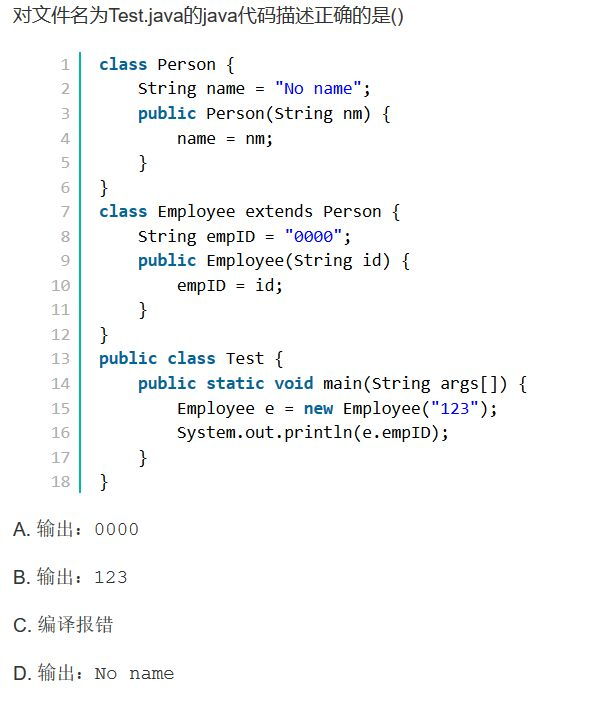 对文件名为Test.java的java代码描述正确的是()
1 class Person {
2 String name = "No name";
3 public Person(String nm) {
4 name = nm;
5 }
6 }
7 class Employee extends Person {
8 String empID = "0000";
9 public Employee(String id) {
10 empID = id;
11 }
12 }
13 public class Test {
14 public static void main(String args[]) {
15 Employee e = new Employee("123");
16 System.out.println(e.empID);
17 }
18 }
A. 输出：0000
B. 输出：123
C. 编译报错
D. 输出：No name